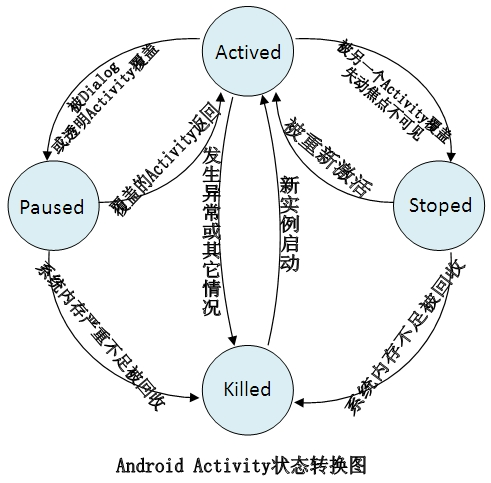 Actived
被Dialog
或透明Activity覆盖
被另一个Activity覆盖
失动焦点不可见
覆盖的Activity返回
发生异常或其它情况
新实例启动
被重新激活
Paused
Stoped
系统内存严重不足被回收
系统内存不足被回收
Killed
Android Activity状态转换图